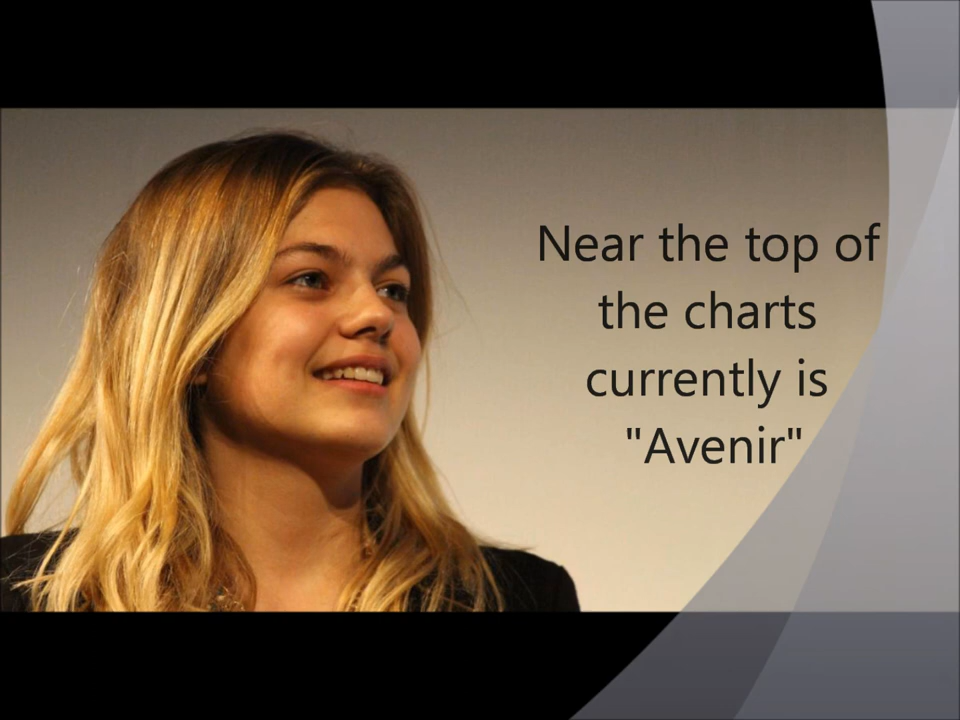 Near the top of
the charts
currently is
"Avenir"